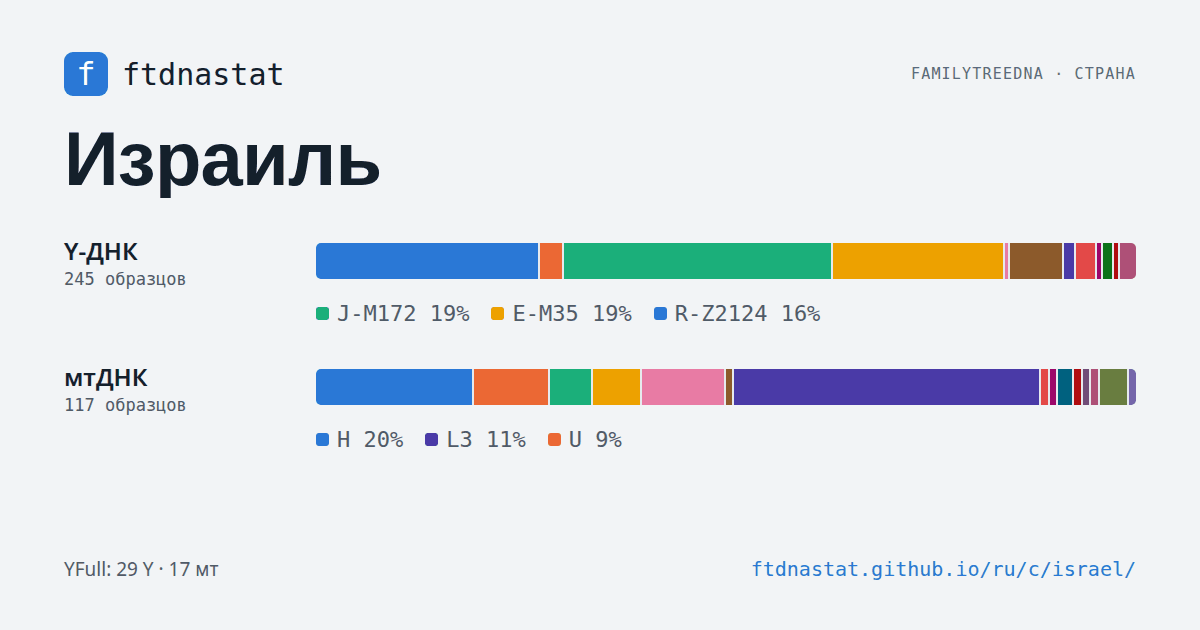 f ftdnastat
FAMILYTREEDNA · СТРАНА
Израиль
Y-ДНК
245 образцов
J-M172 19% E-M35 19% R-Z2124 16%
мтДНК
117 образцов
H 20% L3 11% U 9%
YFull: 29 Y · 17 мт
ftdnastat.github.io/ru/c/israel/